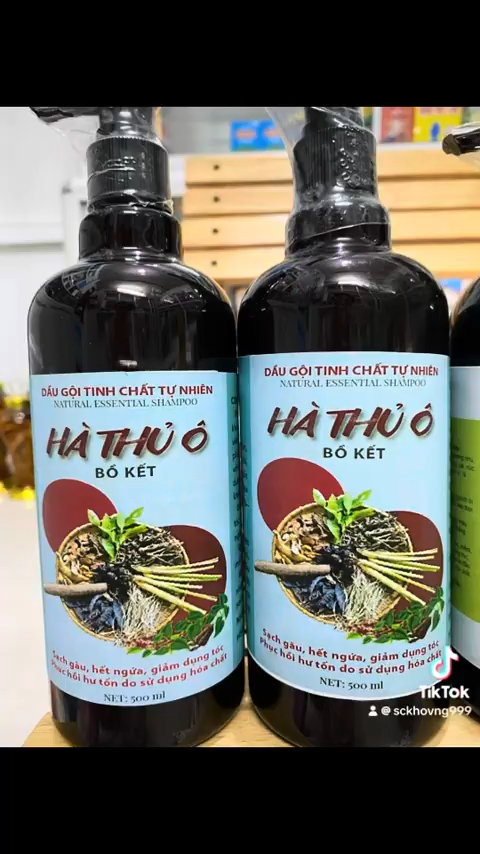 DẦU GỘI TINH CHẤT TỰ NHIÊN
NATURAL ESSENTIAL SHAMPOO
HÀ THỦ Ô
BỒ KẾT
Sạch gàu, hết ngứa, giảm dụng tóc
Phục hồi hư tổn do sử dụng hóa chất
NET: 500 ml
DẦU GỘI TINH CHẤT TỰ NHIÊN
NATURAL ESSENTIAL SHAMPOO
HÀ THỦ Ô
BỒ KẾT
Sạch gàu, hết ngứa, giảm dụng tóc
Phục hồi hư tổn do sử dụng hóa chất
NET: 500 ml
TikTok
@ sckhovng999